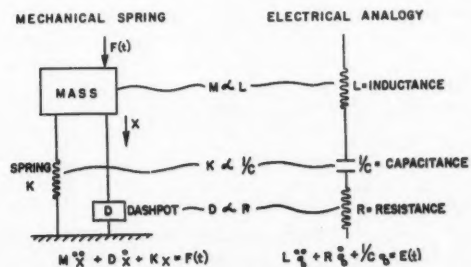 MECHANICAL SPRING
ELECTRICAL ANALOGY
F(t)
MASS
M ∝ L
L = INDUCTANCE
X
SPRING
K
K ∝ 1/C
1/C = CAPACITANCE
D
DASHPOT
D ∝ R
R = RESISTANCE
Mẍ + Dẋ + Kx = F(t)
Lq̈ + Rq̇ + 1/C q = E(t)